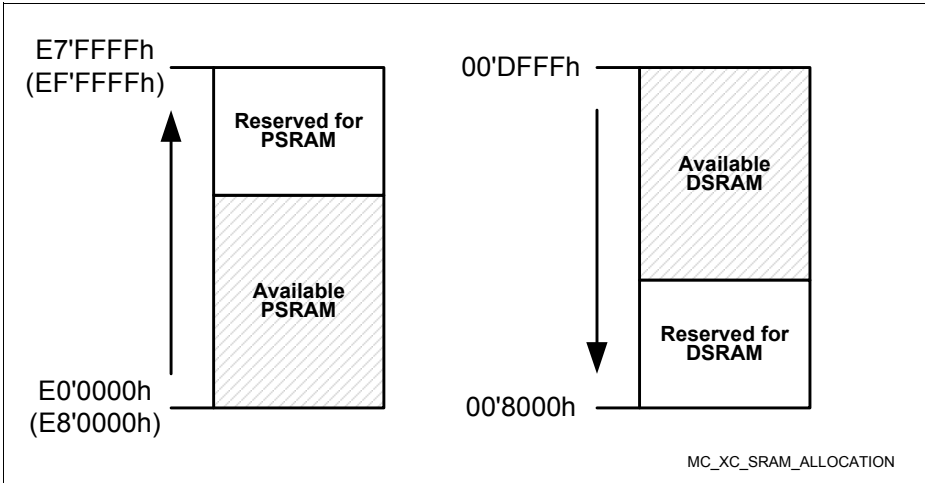 E7'FFFFh
(EF'FFFFh)
Reserved for
PSRAM
Available
PSRAM
E0'0000h
(E8'0000h)
00'DFFFh
Available
DSRAM
Reserved for
DSRAM
00'8000h
MC_XC_SRAM_ALLOCATION